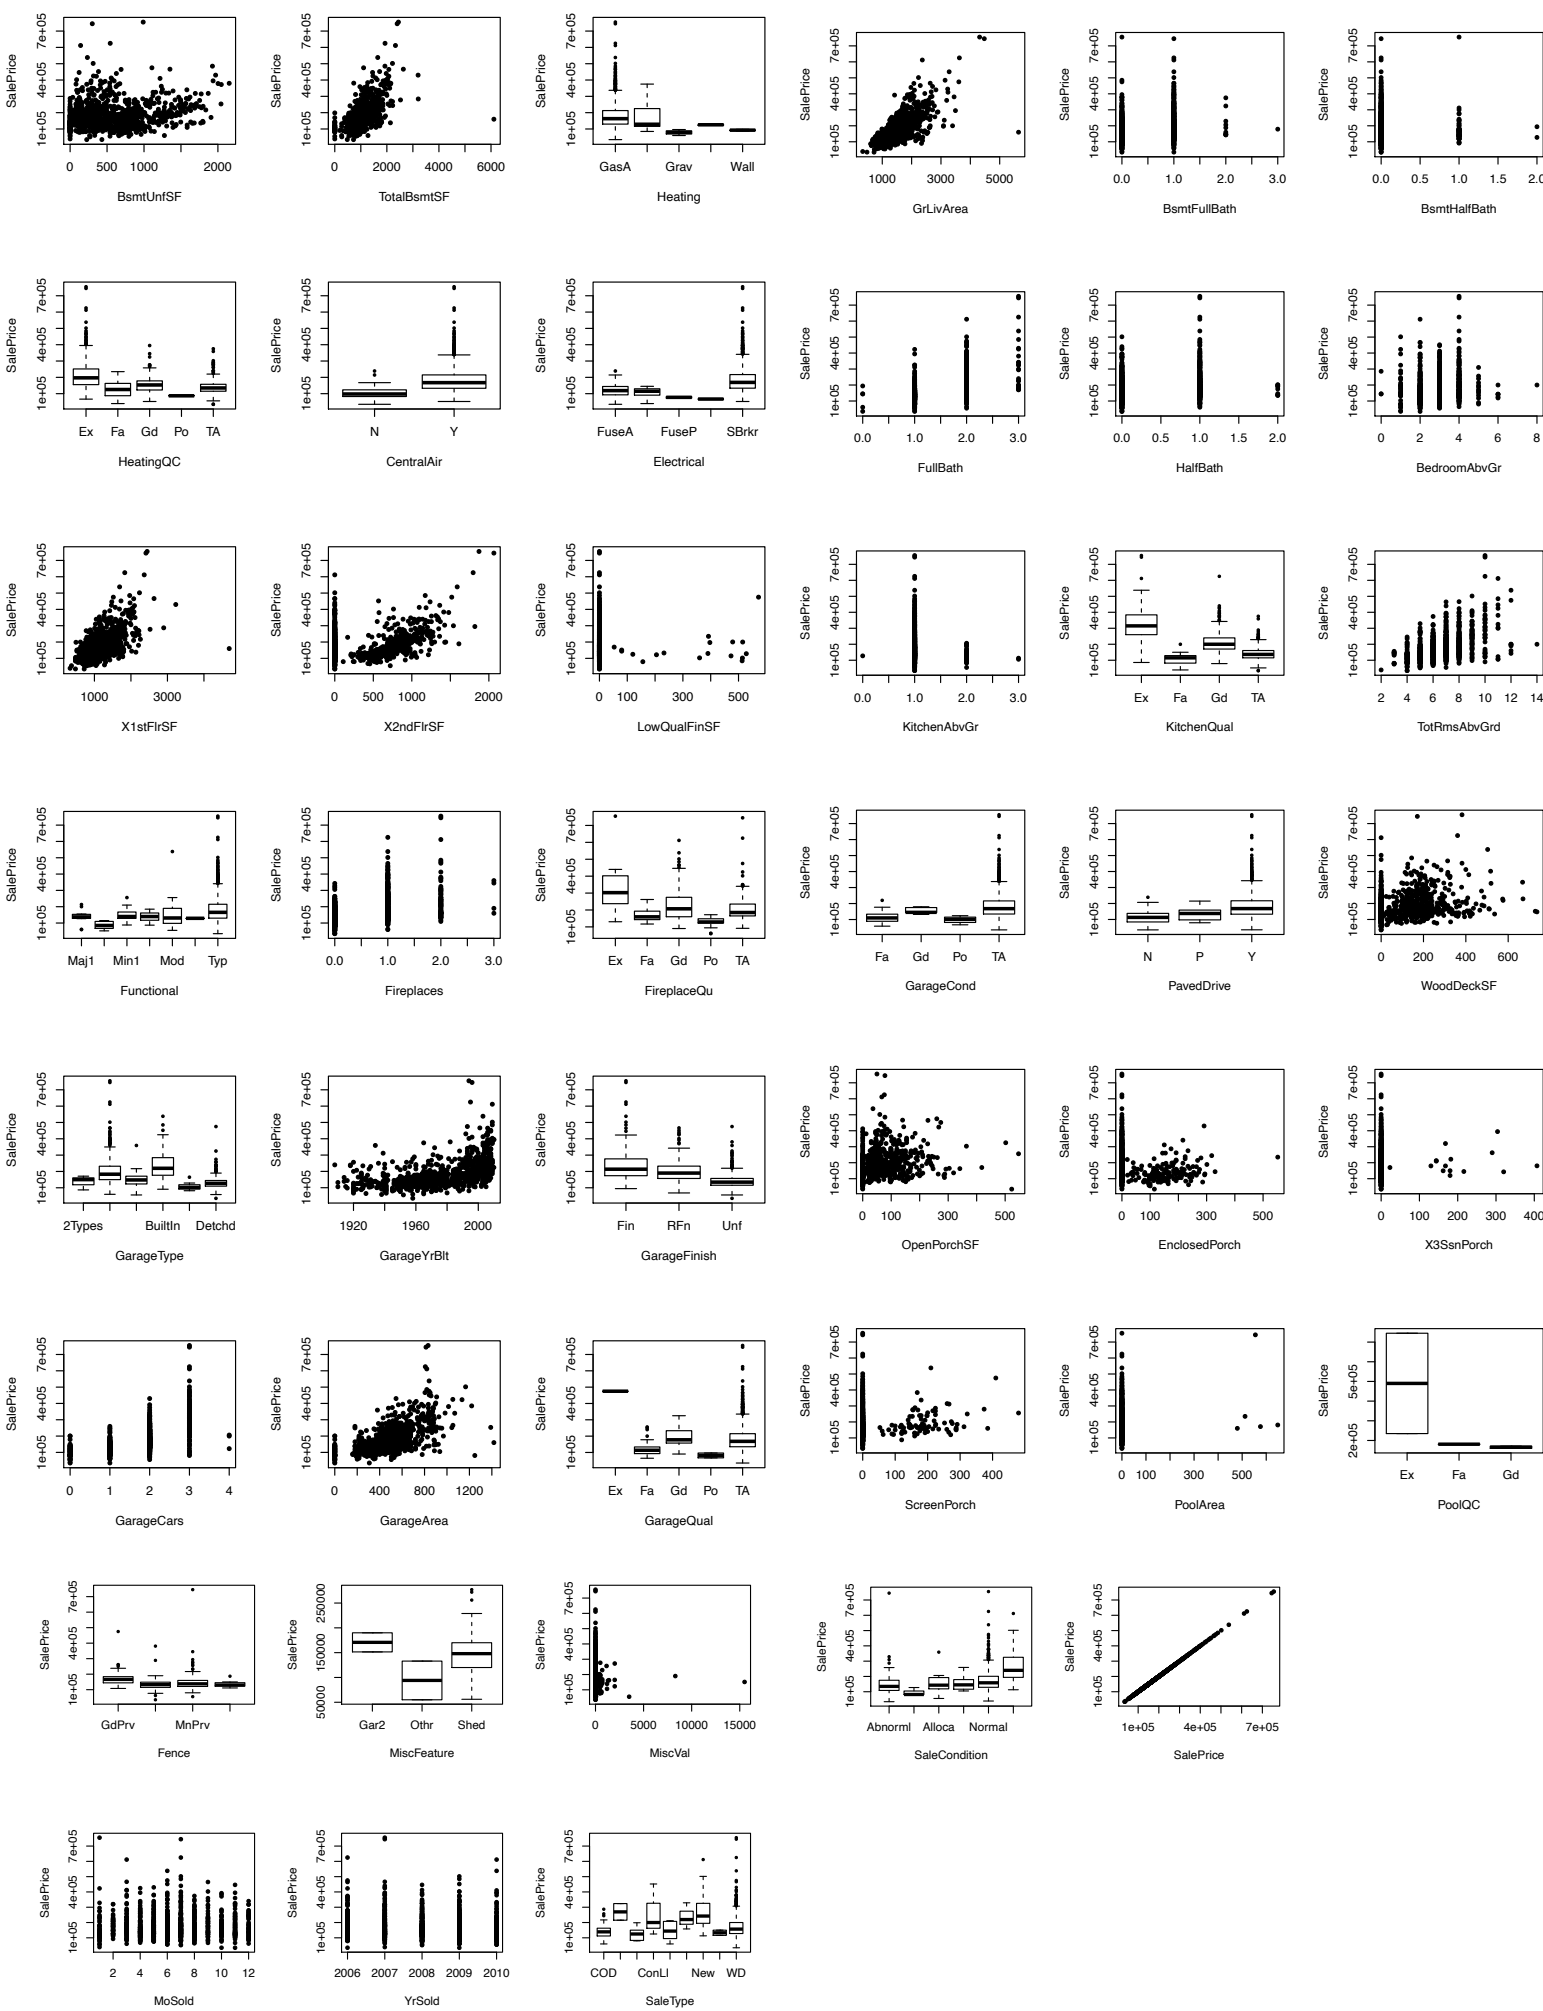 SalePrice
1e+05 4e+05 7e+05
0 500 1000 2000
BsmtUnfSF
SalePrice
1e+05 4e+05 7e+05
0 1000 3000 6000
TotalBsmtSF
SalePrice
1e+05 4e+05 7e+05
GasA Grav Wall
Heating
SalePrice
1e+05 4e+05 7e+05
1000 3000 5000
GrLivArea
SalePrice
1e+05 4e+05 7e+05
0.0 1.0 2.0 3.0
BsmtFullBath
SalePrice
1e+05 4e+05 7e+05
0.0 0.5 1.0 1.5 2.0
BsmtHalfBath
SalePrice
1e+05 4e+05 7e+05
Ex Fa Gd Po TA
HeatingQC
SalePrice
1e+05 4e+05 7e+05
N Y
CentralAir
SalePrice
1e+05 4e+05 7e+05
FuseA FuseP SBrkr
Electrical
SalePrice
1e+05 4e+05 7e+05
0.0 1.0 2.0 3.0
FullBath
SalePrice
1e+05 4e+05 7e+05
0.0 0.5 1.0 1.5 2.0
HalfBath
SalePrice
1e+05 4e+05 7e+05
0 2 4 6 8
BedroomAbvGr
SalePrice
1e+05 4e+05 7e+05
1000 3000
X1stFlrSF
SalePrice
1e+05 4e+05 7e+05
0 500 1000 2000
X2ndFlrSF
SalePrice
1e+05 4e+05 7e+05
0 100 300 500
LowQualFinSF
SalePrice
1e+05 4e+05 7e+05
0.0 1.0 2.0 3.0
KitchenAbvGr
SalePrice
1e+05 4e+05 7e+05
Ex Fa Gd TA
KitchenQual
SalePrice
1e+05 4e+05 7e+05
2 4 6 8 10 12 14
TotRmsAbvGrd
SalePrice
1e+05 4e+05 7e+05
Maj1 Min1 Mod Typ
Functional
SalePrice
1e+05 4e+05 7e+05
0.0 1.0 2.0 3.0
Fireplaces
SalePrice
1e+05 4e+05 7e+05
Ex Fa Gd Po TA
FireplaceQu
SalePrice
1e+05 4e+05 7e+05
Fa Gd Po TA
GarageCond
SalePrice
1e+05 4e+05 7e+05
N P Y
PavedDrive
SalePrice
1e+05 4e+05 7e+05
0 200 400 600
WoodDeckSF
SalePrice
1e+05 4e+05 7e+05
2Types BuiltIn Detchd
GarageType
SalePrice
1e+05 4e+05 7e+05
1920 1960 2000
GarageYrBlt
SalePrice
1e+05 4e+05 7e+05
Fin RFn Unf
GarageFinish
SalePrice
1e+05 4e+05 7e+05
0 100 300 500
OpenPorchSF
SalePrice
1e+05 4e+05 7e+05
0 100 300 500
EnclosedPorch
SalePrice
1e+05 4e+05 7e+05
0 100 200 300 400
X3SsnPorch
SalePrice
1e+05 4e+05 7e+05
0 1 2 3 4
GarageCars
SalePrice
1e+05 4e+05 7e+05
0 400 800 1200
GarageArea
SalePrice
1e+05 4e+05 7e+05
Ex Fa Gd Po TA
GarageQual
SalePrice
1e+05 4e+05 7e+05
0 100 200 300 400
ScreenPorch
SalePrice
1e+05 4e+05 7e+05
0 100 300 500
PoolArea
SalePrice
2e+05 5e+05
Ex Fa Gd
PoolQC
SalePrice
1e+05 4e+05 7e+05
GdPrv MnPrv
Fence
SalePrice
50000 150000 250000
Gar2 Othr Shed
MiscFeature
SalePrice
1e+05 4e+05 7e+05
0 5000 10000 15000
MiscVal
SalePrice
1e+05 4e+05 7e+05
Abnorml Alloca Normal
SaleCondition
SalePrice
1e+05 4e+05 7e+05
1e+05 4e+05 7e+05
SalePrice
SalePrice
1e+05 4e+05 7e+05
2 4 6 8 10 12
MoSold
SalePrice
1e+05 4e+05 7e+05
2006 2007 2008 2009 2010
YrSold
SalePrice
1e+05 4e+05 7e+05
COD ConLI New WD
SaleType